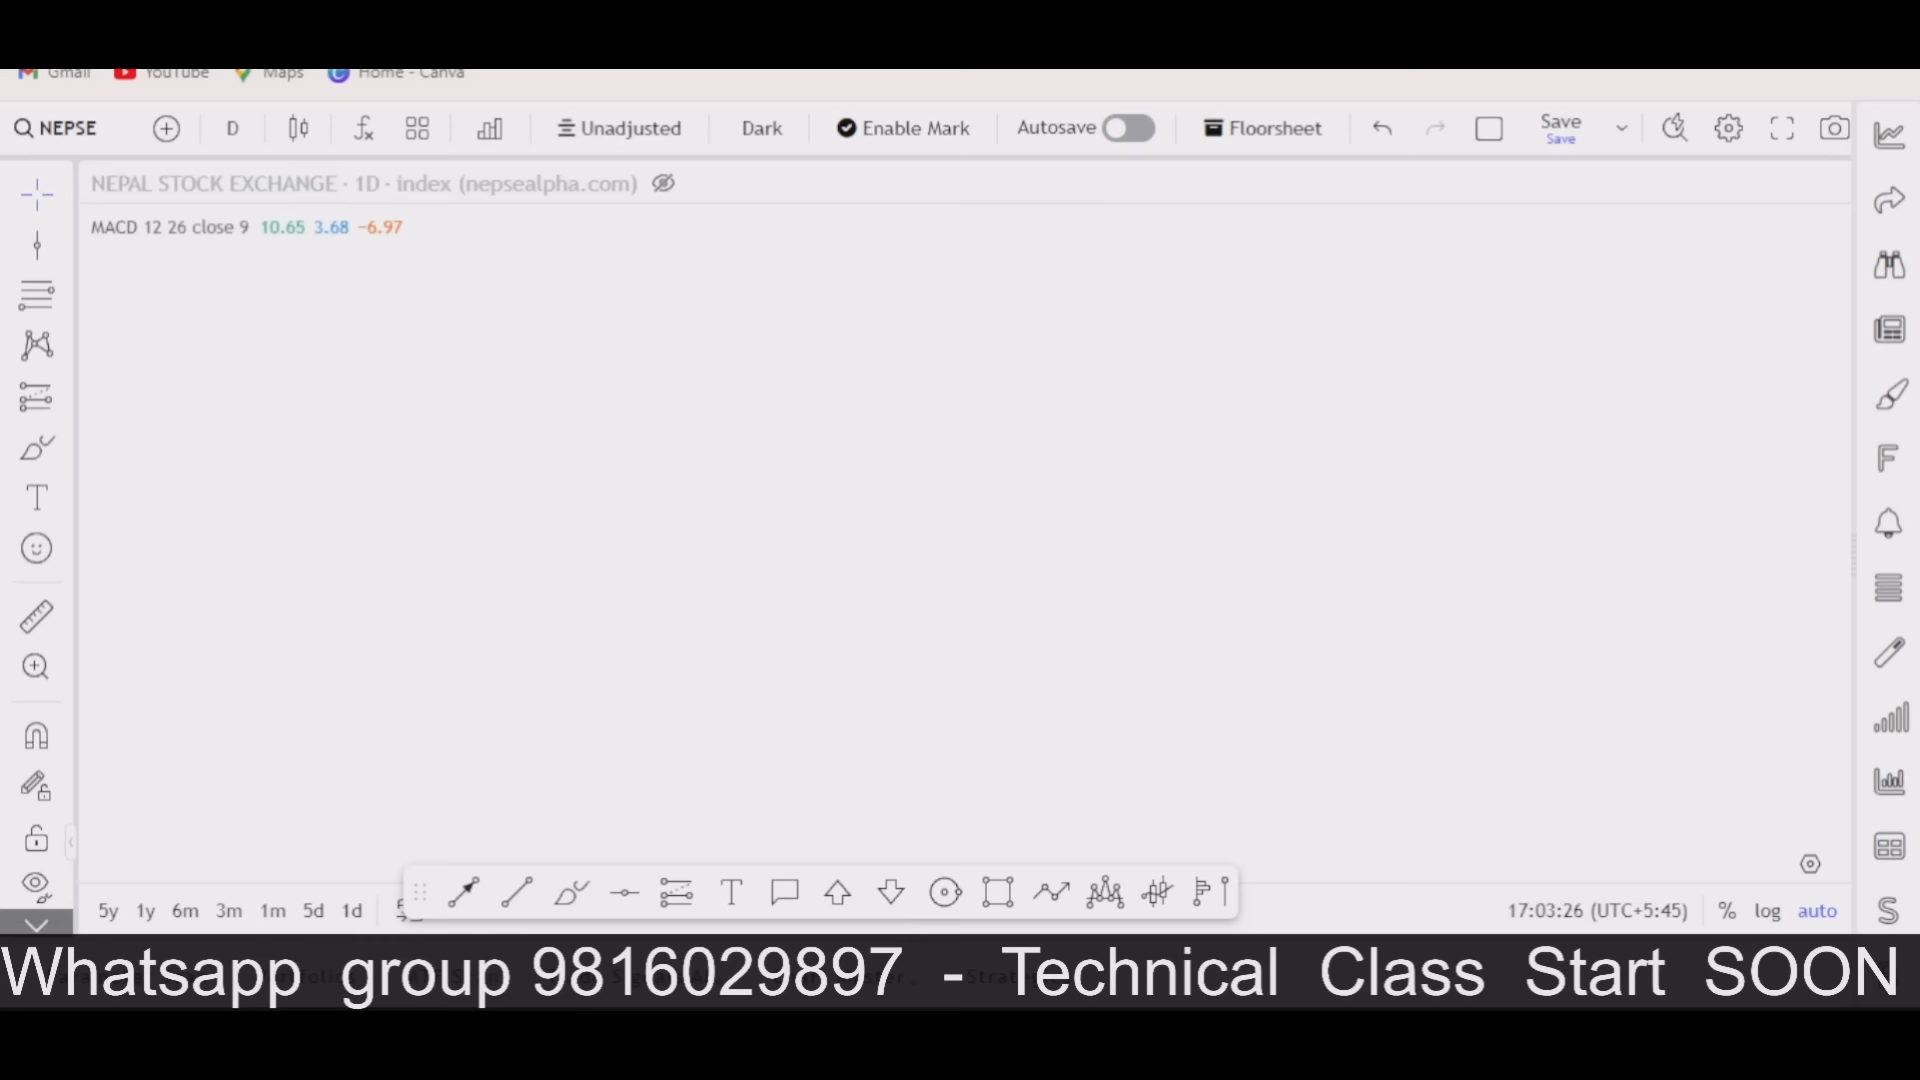 Gmail YouTube Maps Home - Canva
NEPSE D Unadjusted Dark Enable Mark Autosave Floorsheet Save
Save
NEPAL STOCK EXCHANGE · 1D · index (nepsealpha.com)
MACD 12 26 close 9 10.65 3.68 −6.97
F
T
T
5y 1y 6m 3m 1m 5d 1d 17:03:26 (UTC+5:45) % log auto
S
Whatsapp group 9816029897 - Technical Class Start SOON